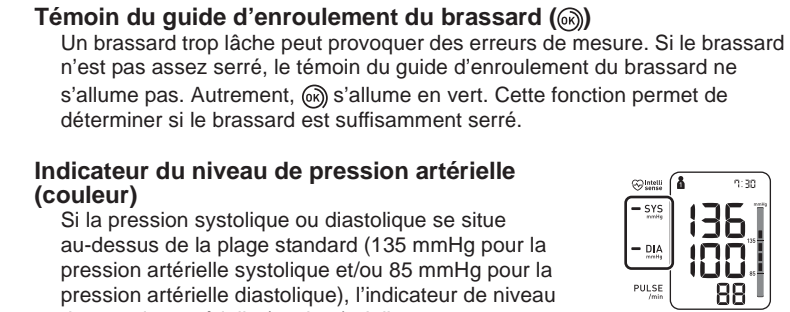 Témoin du guide d’enroulement du brassard (OK)
Un brassard trop lâche peut provoquer des erreurs de mesure. Si le brassard
n’est pas assez serré, le témoin du guide d’enroulement du brassard ne
s’allume pas. Autrement, OK s’allume en vert. Cette fonction permet de
déterminer si le brassard est suffisamment serré.
Indicateur du niveau de pression artérielle
(couleur)
Si la pression systolique ou diastolique se situe
au-dessus de la plage standard (135 mmHg pour la
pression artérielle systolique et/ou 85 mmHg pour la
pression artérielle diastolique), l’indicateur de niveau
Intelli
sense
7:30
SYS
mmHg
136
mmHg
135
DIA
mmHg
100
85
PULSE
/min
88